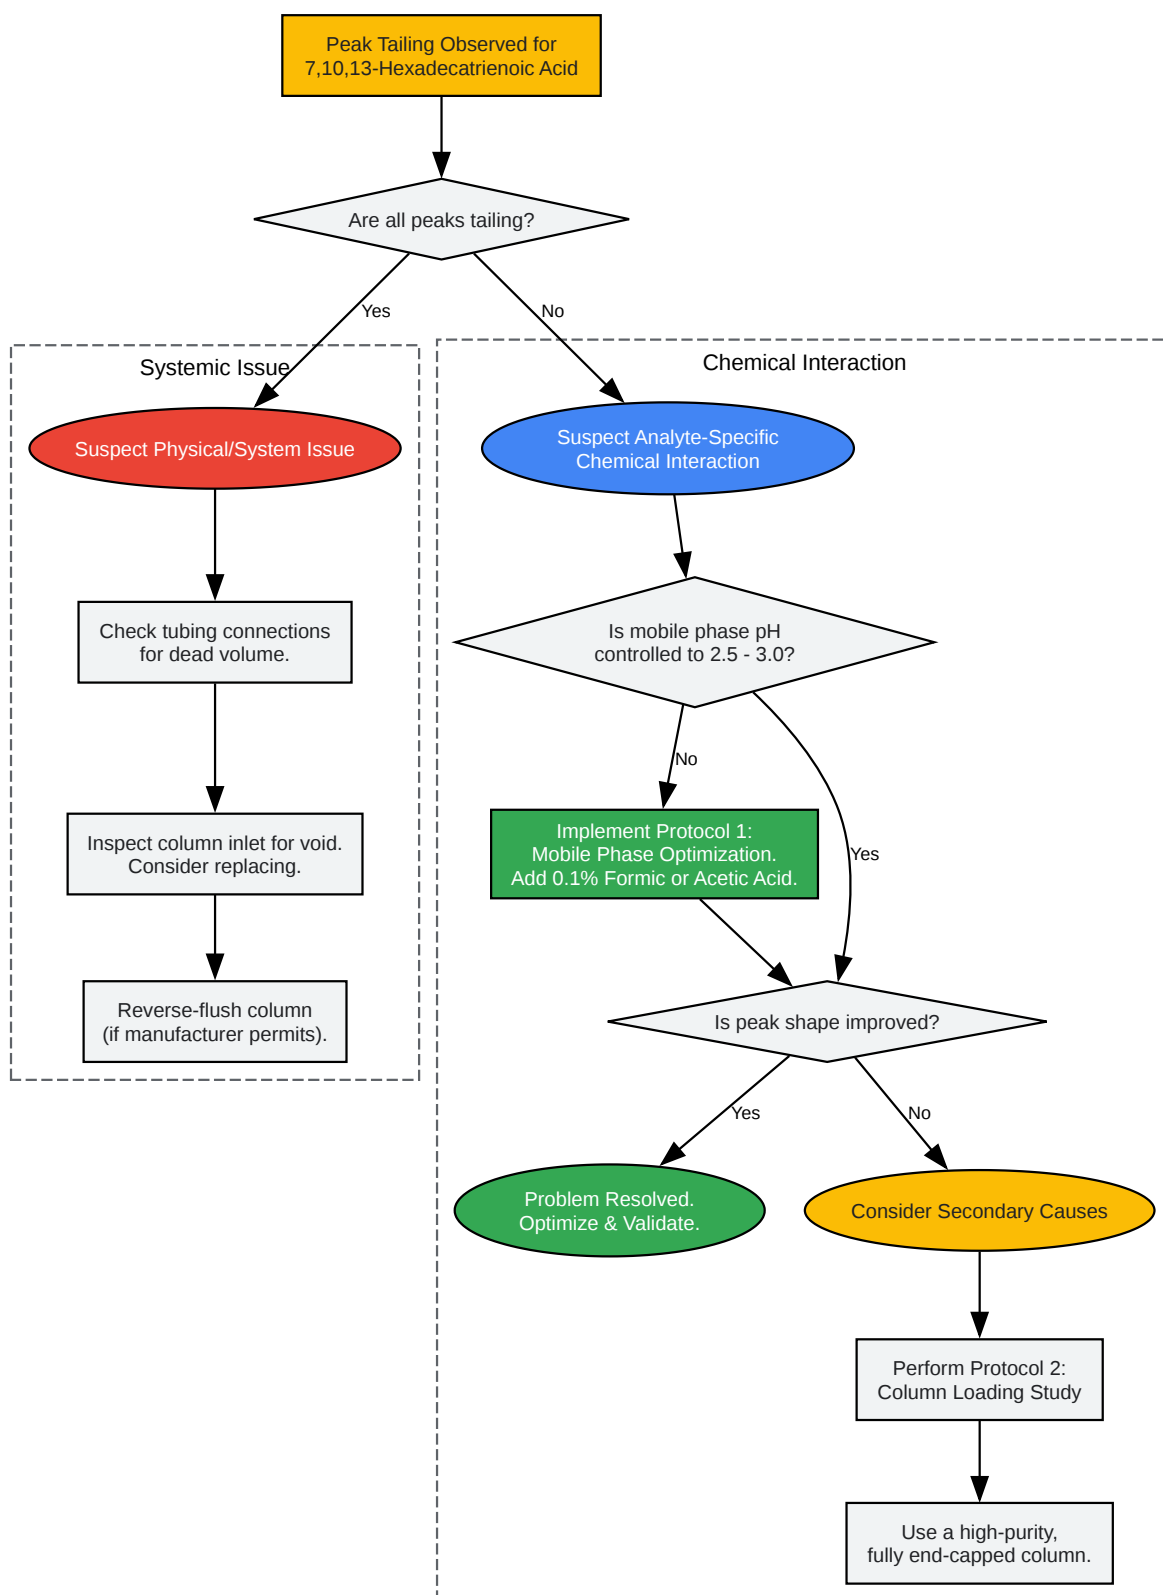 Peak Tailing Observed for
7,10,13-Hexadecatrienoic Acid
Are all peaks tailing?
Yes
No
Systemic Issue
Chemical Interaction
Suspect Physical/System Issue
Suspect Analyte-Specific
Chemical Interaction
Check tubing connections
for dead volume.
Is mobile phase pH
controlled to 2.5 - 3.0?
No
Yes
Inspect column inlet for void.
Consider replacing.
Implement Protocol 1:
Mobile Phase Optimization.
Add 0.1% Formic or Acetic Acid.
Reverse-flush column
(if manufacturer permits).
Is peak shape improved?
Yes
No
Problem Resolved.
Optimize & Validate.
Consider Secondary Causes
Perform Protocol 2:
Column Loading Study
Use a high-purity,
fully end-capped column.